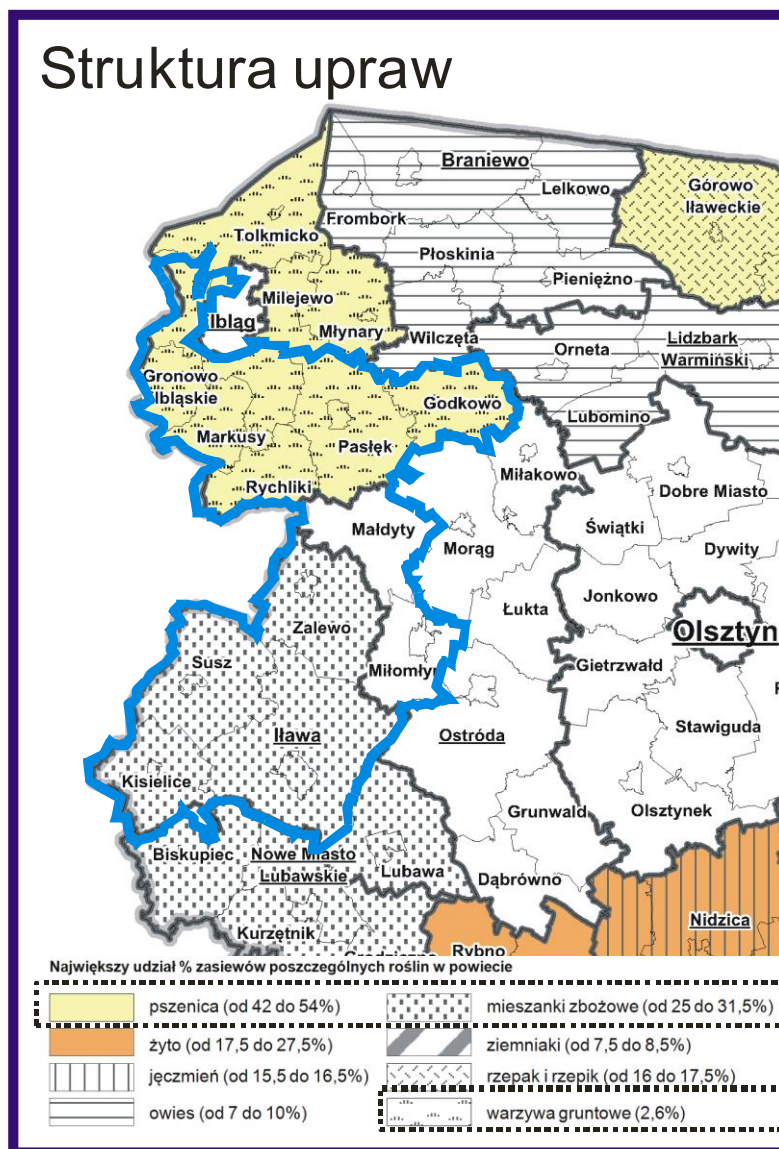 Struktura upraw
Braniewo
Lelkowo
Górowo
Iławeckie
Frombork
Tolkmicko
Płoskinia
Pieniężno
Milejewo
lbląg
Młynary
Wilczęta
Orneta
Lidzbark
Warmiński
Gronowo
lbląskie
Godkowo
Lubomino
Markusy
Pasłęk
Rychliki
Miłakowo
Dobre Miasto
Małdyty
Morąg
Świątki
Dywity
Jonkowo
Łukta
Zalewo
Olsztyn
Susz
Miłomłyn
Gietrzwałd
Iława
Ostróda
Stawiguda
Kisielice
Grunwald
Olsztynek
Biskupiec
Nowe Miasto
Lubawskie
Lubawa
Dąbrówno
Kurzętnik
Nidzica
Rybno
Największy udział % zasiewów poszczególnych roślin w powiecie
pszenica (od 42 do 54%)
mieszanki zbożowe (od 25 do 31,5%)
żyto (od 17,5 do 27,5%)
ziemniaki (od 7,5 do 8,5%)
jęczmień (od 15,5 do 16,5%)
rzepak i rzepik (od 16 do 17,5%)
owies (od 7 do 10%)
warzywa gruntowe (2,6%)